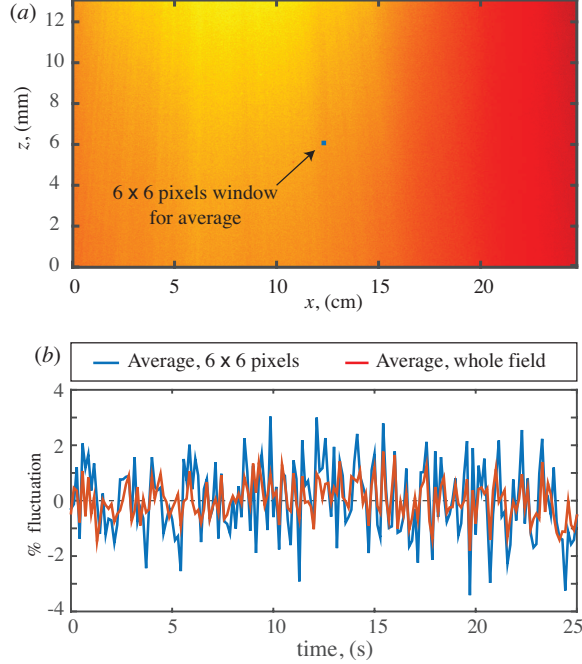 (a)
12
10
8
6
4
2
0
z, (mm)
6 x 6 pixels window
for average
0 5 10 15 20
x, (cm)
(b)
Average, 6 x 6 pixels Average, whole field
4
2
0
-2
-4
% fluctuation
0 5 10 15 20 25
time, (s)